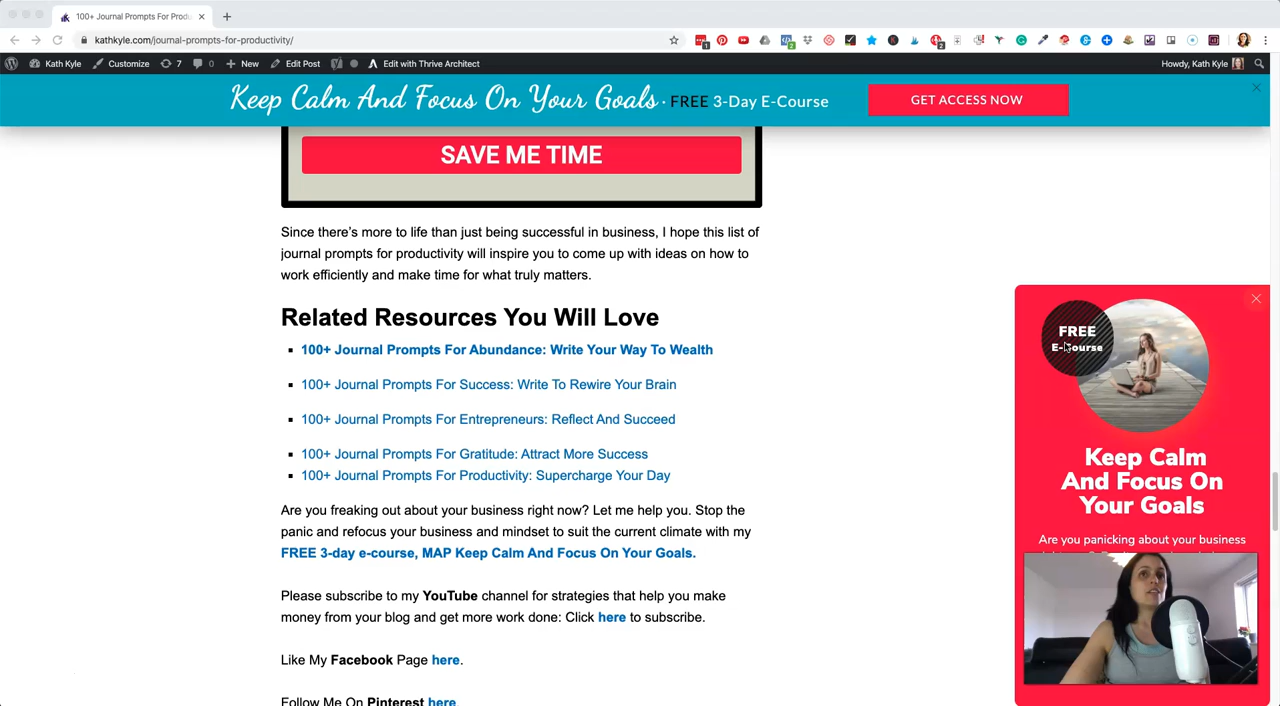 100+ Journal Prompts For Produ
kathkyle.com/journal-prompts-for-productivity/
Kath Kyle Customize 7 0 New Edit Post Edit with Thrive Architect Howdy, Kath Kyle
Keep Calm And Focus On Your Goals · FREE 3-Day E-Course GET ACCESS NOW
SAVE ME TIME
Since there's more to life than just being successful in business, I hope this list of
journal prompts for productivity will inspire you to come up with ideas on how to
work efficiently and make time for what truly matters.
Related Resources You Will Love
100+ Journal Prompts For Abundance: Write Your Way To Wealth
100+ Journal Prompts For Success: Write To Rewire Your Brain
100+ Journal Prompts For Entrepreneurs: Reflect And Succeed
100+ Journal Prompts For Gratitude: Attract More Success
100+ Journal Prompts For Productivity: Supercharge Your Day
Are you freaking out about your business right now? Let me help you. Stop the
panic and refocus your business and mindset to suit the current climate with my
FREE 3-day e-course, MAP Keep Calm And Focus On Your Goals.
Please subscribe to my YouTube channel for strategies that help you make
money from your blog and get more work done: Click here to subscribe.
Like My Facebook Page here.
Follow Me On Pinterest here.
FREE
E-Course
Keep Calm
And Focus On
Your Goals
Are you panicking about your business